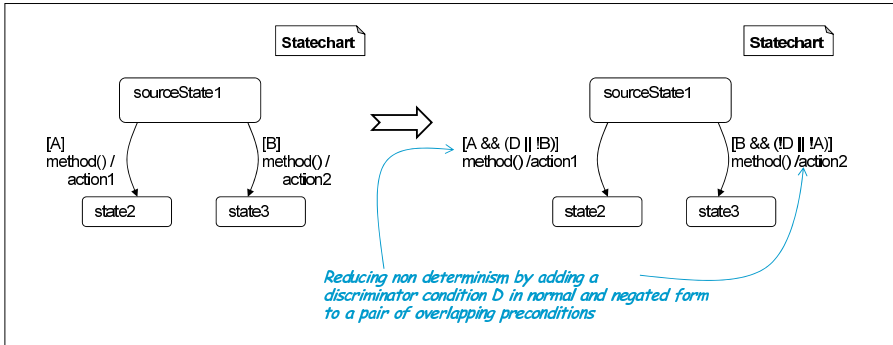 Statechart
sourceState1
[A]
method() /
action1
[B]
method() /
action2
state2
state3
Statechart
sourceState1
[A && (D || !B)]
method() /action1
[B && (!D || !A)]
method() /action2
state2
state3
Reducing non determinism by adding a
discriminator condition D in normal and negated form
to a pair of overlapping preconditions